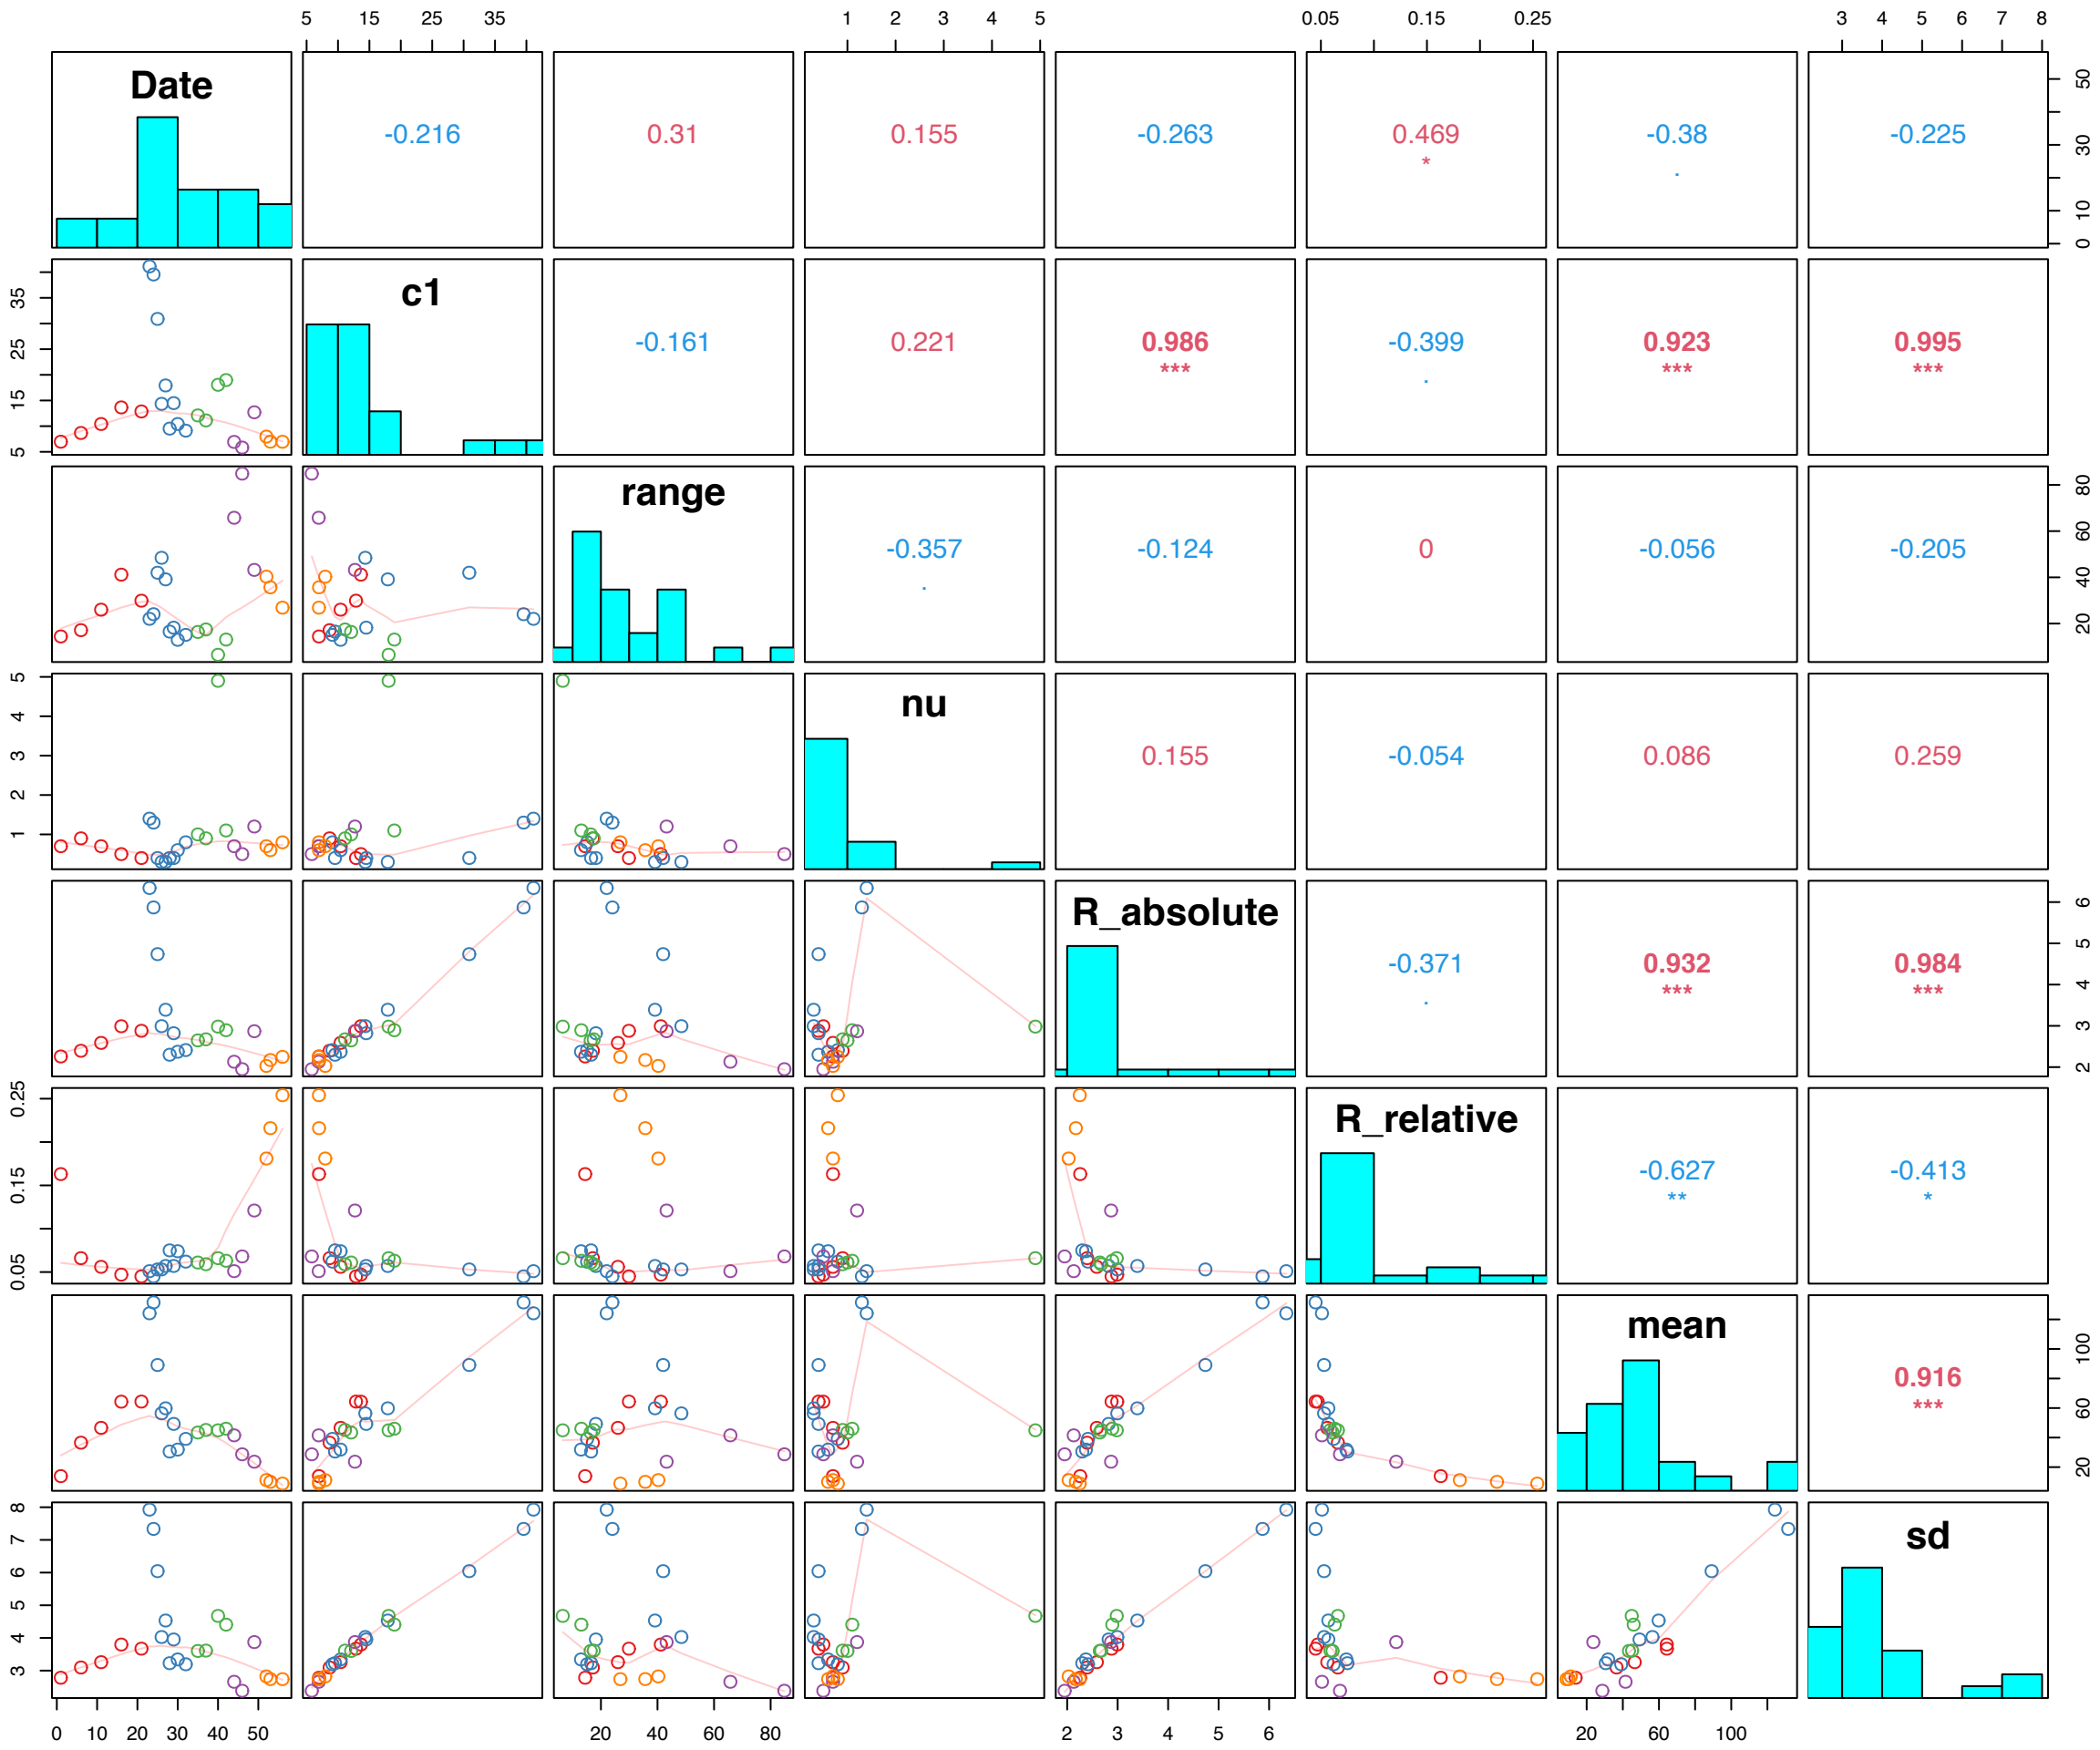 5 15 25 35 1 2 3 4 5 0.05 0.15 0.25 3 4 5 6 7 8
Date -0.216 0.31 0.155 -0.263 0.469 -0.38 -0.225
* .
0 10 30 50
c1 -0.161 0.221 0.986 -0.399 0.923 0.995
*** . *** ***
5 15 25 35
range -0.357 -0.124 0 -0.056 -0.205
.
20 40 60 80
nu 0.155 -0.054 0.086 0.259
1 2 3 4 5
R_absolute -0.371 0.932 0.984
. *** ***
2 3 4 5 6
R_relative -0.627 -0.413
** *
0.05 0.15 0.25
mean 0.916
***
20 60 100
sd
3 4 5 6 7 8
0 10 20 30 40 50 20 40 60 80 2 3 4 5 6 20 60 100